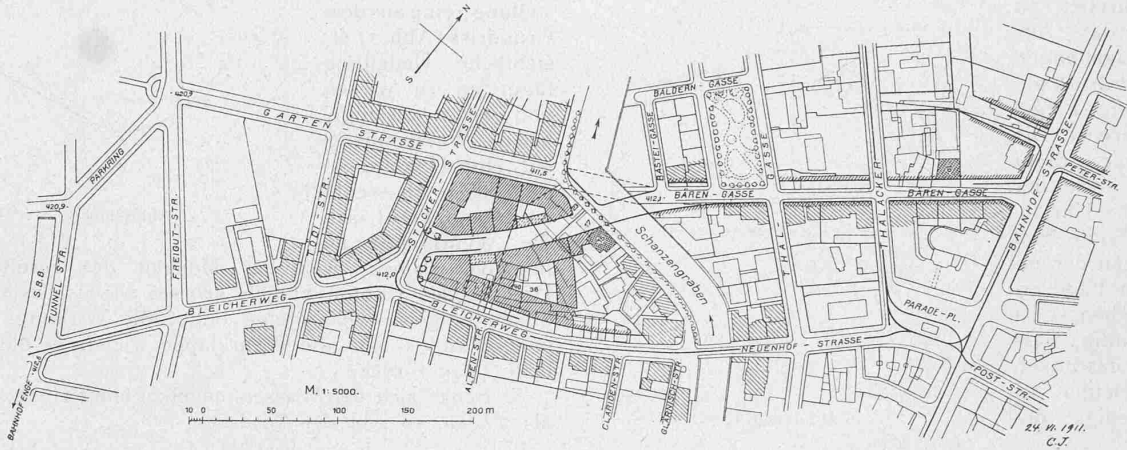 S
N
420,9
GARTEN - STRASSE
PARKRING
420,9
S.B.B.
TUNNEL STR.
FREIGUT-STR.
TÖDI-STR.
STOCKER-STRASSE
411,5
BALDERN-GASSE
BASTEI-GASSE
BÄREN-GASSE
412,1
GASSE
THAL-
THALACKER
BÄREN-GASSE
BAHNHOF-STRASSE
PETER-STR.
412,0
Schanzengraben
36
BLEICHERWEG
BLEICHERWEG
NEUENHOF-STRASSE
PARADE-PL.
POST-STR.
ALPEN-STR.
CLARIDEN-STR.
GLARNISCH-STR.
BAHNHOF ENGE
M. 1:5000.
10 0 50 100 150 200 m
24. VI. 1911.
C.J.